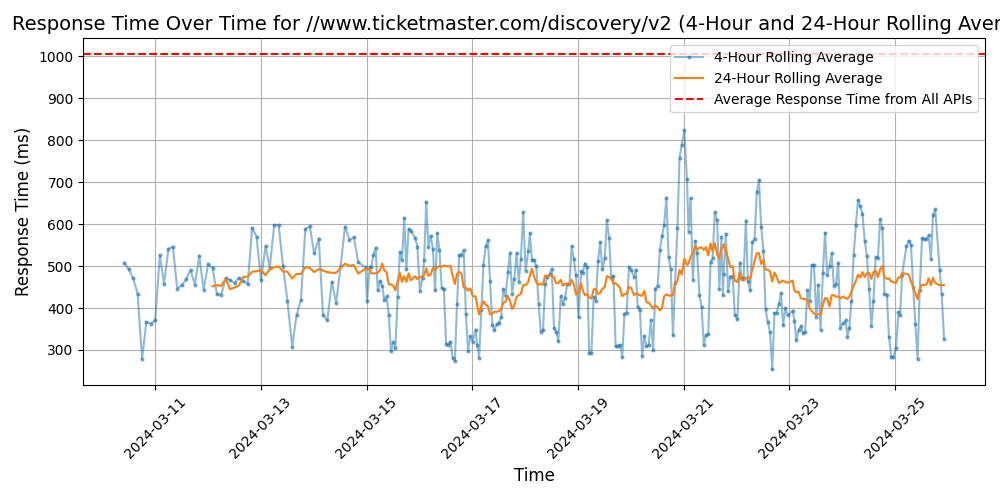 Response Time Over Time for //www.ticketmaster.com/discovery/v2 (4-Hour and 24-Hour Rolling Aver
4-Hour Rolling Average
24-Hour Rolling Average
Average Response Time from All APIs
Response Time (ms)
1000
900
800
700
600
500
400
300
2024-03-11
2024-03-13
2024-03-15
2024-03-17
2024-03-19
2024-03-21
2024-03-23
2024-03-25
Time